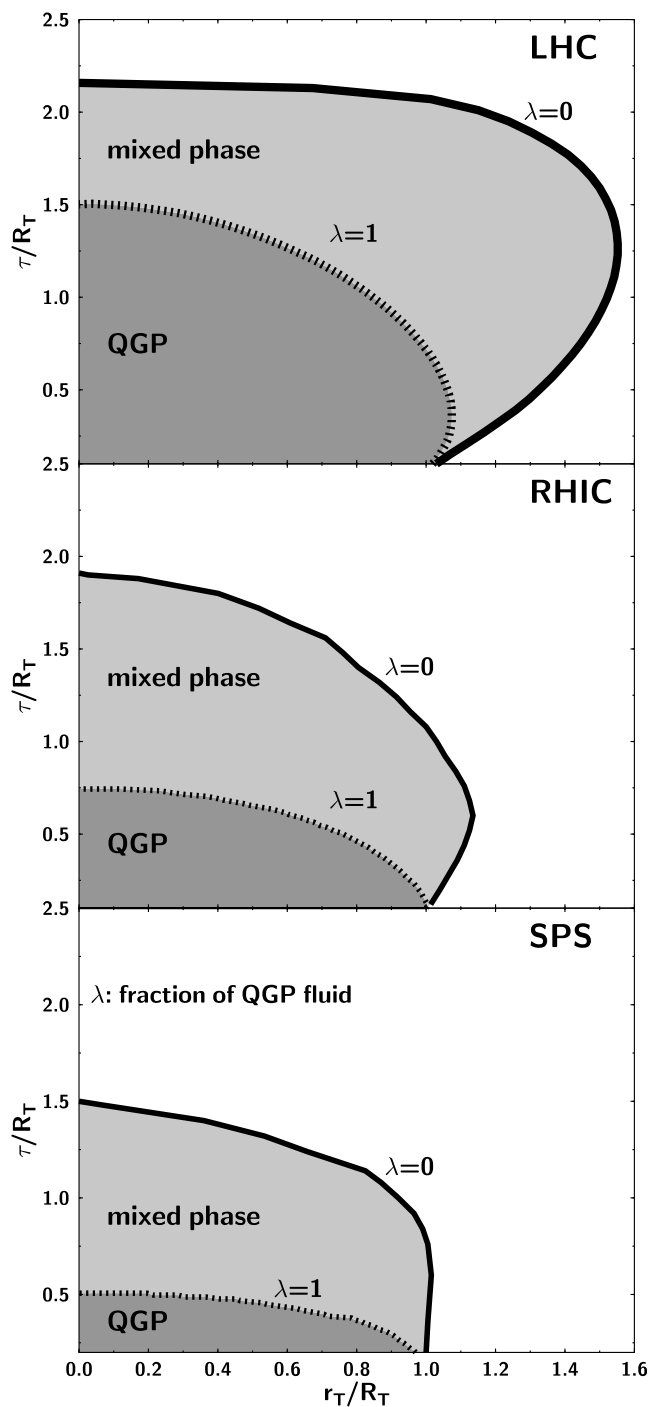 2.5
LHC
2.0
λ=0
mixed phase
1.5
λ=1
τ/R_T
1.0
QGP
0.5
2.5
RHIC
2.0
1.5
mixed phase
λ=0
τ/R_T
1.0
λ=1
QGP
0.5
2.5
SPS
2.0
λ: fraction of QGP fluid
1.5
τ/R_T
λ=0
mixed phase
1.0
0.5
λ=1
QGP
0.0 0.2 0.4 0.6 0.8 1.0 1.2 1.4 1.6
r_T/R_T